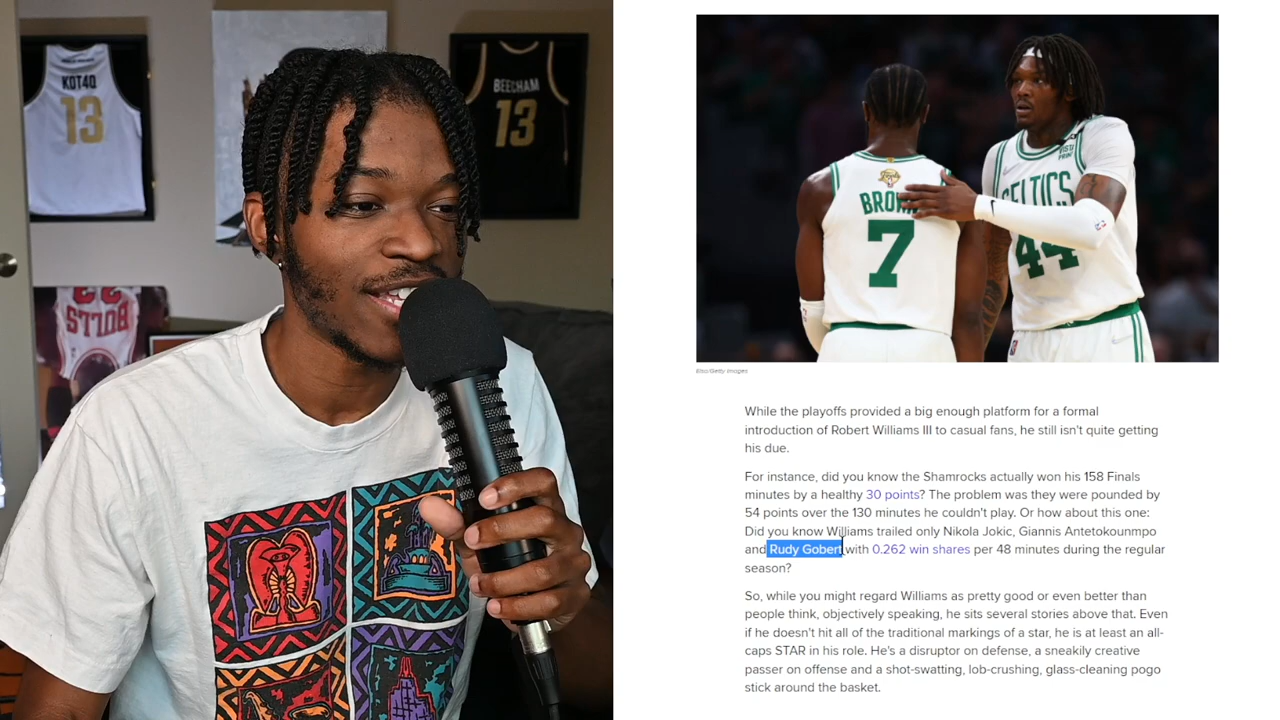 KOT4Q
13
BEECHAM
13
BULLS
23
BROWN
7
CELTICS
44
Elsa/Getty Images
While the playoffs provided a big enough platform for a formal
introduction of Robert Williams III to casual fans, he still isn't quite getting
his due.
For instance, did you know the Shamrocks actually won his 158 Finals
minutes by a healthy 30 points? The problem was they were pounded by
54 points over the 130 minutes he couldn't play. Or how about this one:
Did you know Williams trailed only Nikola Jokic, Giannis Antetokounmpo
and Rudy Gobert with 0.262 win shares per 48 minutes during the regular
season?
So, while you might regard Williams as pretty good or even better than
people think, objectively speaking, he sits several stories above that. Even
if he doesn't hit all of the traditional markings of a star, he is at least an all-
caps STAR in his role. He's a disruptor on defense, a sneakily creative
passer on offense and a shot-swatting, lob-crushing, glass-cleaning pogo
stick around the basket.